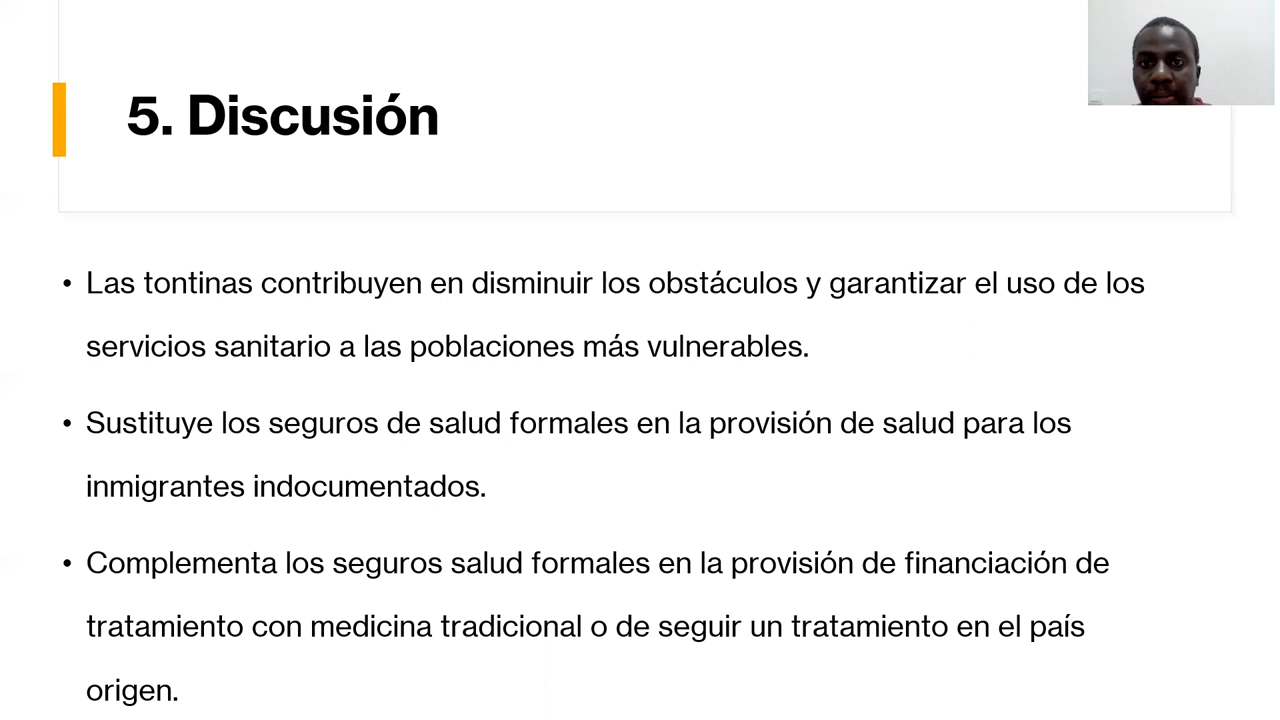 5. Discusión
• Las tontinas contribuyen en disminuir los obstáculos y garantizar el uso de los
servicios sanitario a las poblaciones más vulnerables.
• Sustituye los seguros de salud formales en la provisión de salud para los
inmigrantes indocumentados.
• Complementa los seguros salud formales en la provisión de financiación de
tratamiento con medicina tradicional o de seguir un tratamiento en el país
origen.